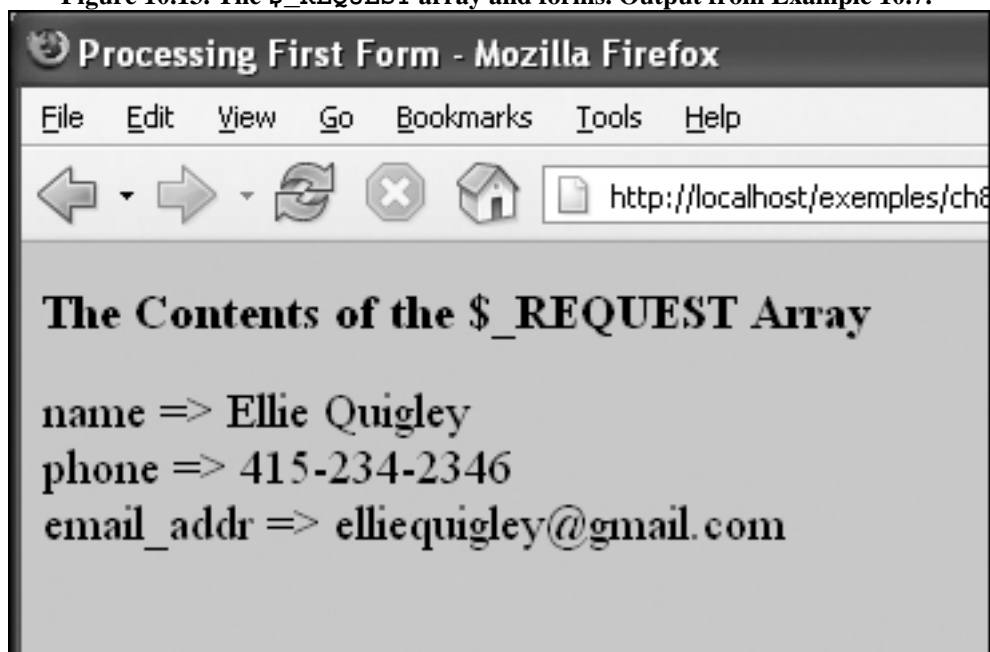 Figure 10.13. The $_REQUEST array and forms. Output from Example 10.7.
Processing First Form - Mozilla Firefox
File Edit View Go Bookmarks Tools Help
http://localhost/exemples/ch8
The Contents of the $_REQUEST Array
name => Ellie Quigley
phone => 415-234-2346
email_addr => elliequigley@gmail.com